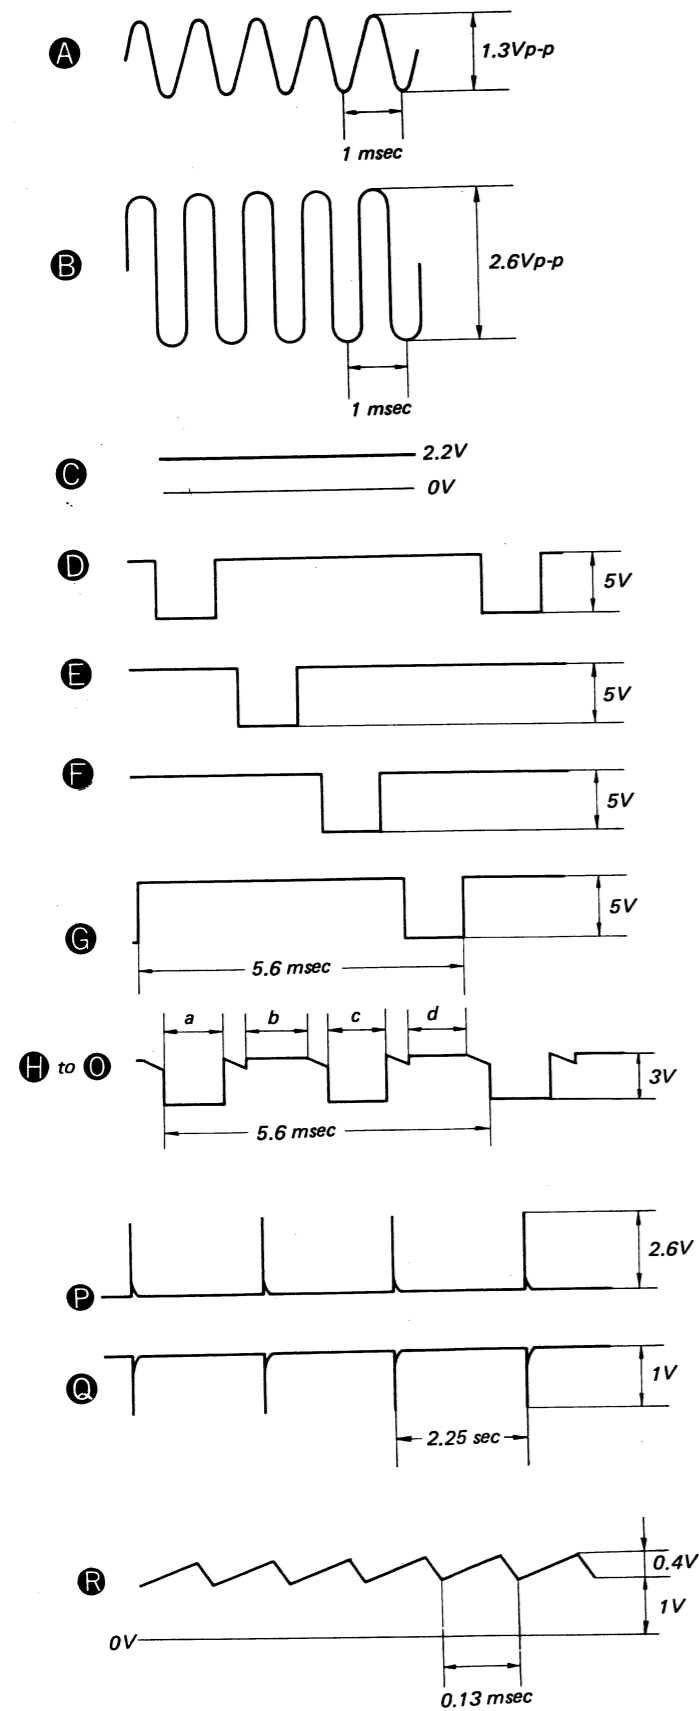 A
1.3Vp-p
1 msec
B
2.6Vp-p
1 msec
C
2.2V
0V
D
5V
E
5V
F
5V
G
5V
5.6 msec
a b c d
H to O
3V
5.6 msec
P
2.6V
Q
1V
2.25 sec
R
0.4V
1V
0V
0.13 msec